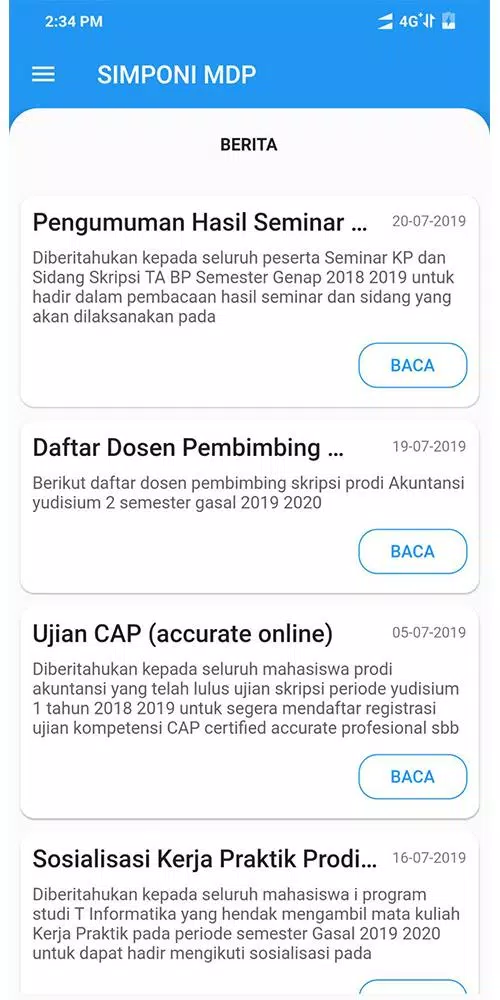 2:34 PM
4G+
SIMPONI MDP
BERITA
Pengumuman Hasil Seminar ...
20-07-2019
Diberitahukan kepada seluruh peserta Seminar KP dan
Sidang Skripsi TA BP Semester Genap 2018 2019 untuk
hadir dalam pembacaan hasil seminar dan sidang yang
akan dilaksanakan pada
BACA
Daftar Dosen Pembimbing ...
19-07-2019
Berikut daftar dosen pembimbing skripsi prodi Akuntansi
yudisium 2 semester gasal 2019 2020
BACA
Ujian CAP (accurate online)
05-07-2019
Diberitahukan kepada seluruh mahasiswa prodi
akuntansi yang telah lulus ujian skripsi periode yudisium
1 tahun 2018 2019 untuk segera mendaftar registrasi
ujian kompetensi CAP certified accurate profesional sbb
BACA
Sosialisasi Kerja Praktik Prodi...
16-07-2019
Diberitahukan kepada seluruh mahasiswa i program
studi T Informatika yang hendak mengambil mata kuliah
Kerja Praktik pada periode semester Gasal 2019 2020
untuk dapat hadir mengikuti sosialisasi pada